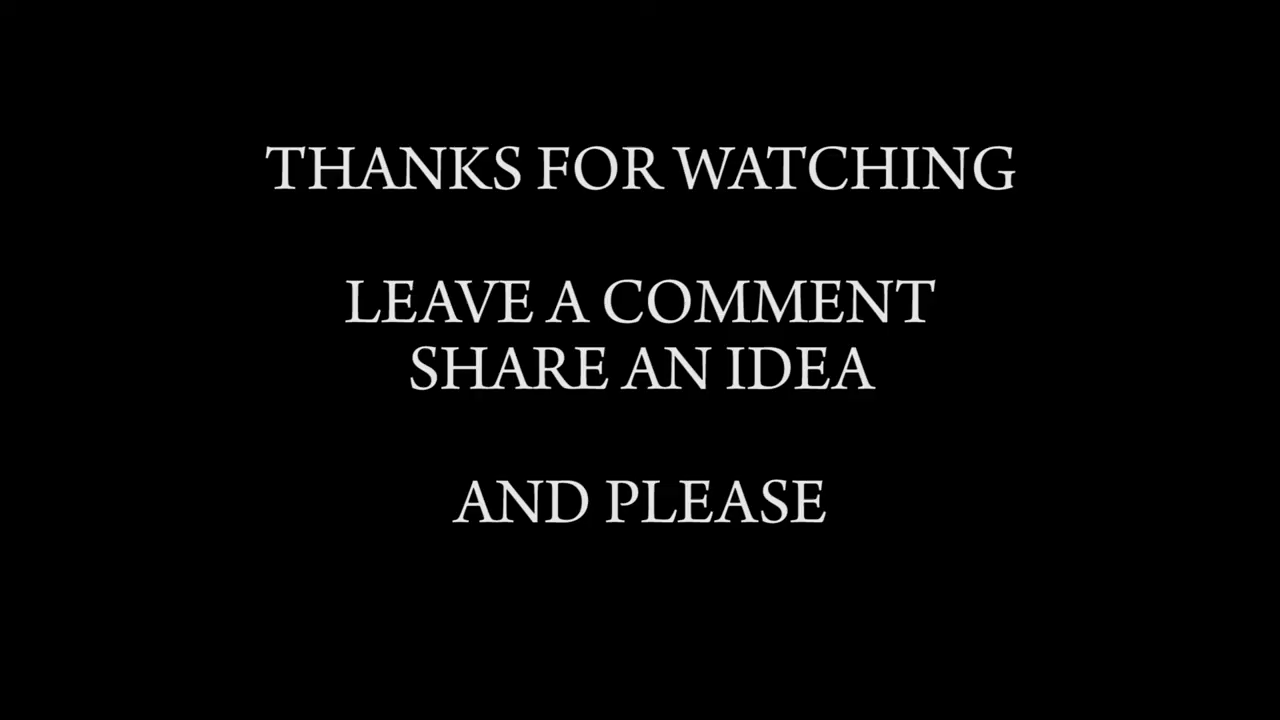 THANKS FOR WATCHING
LEAVE A COMMENT
SHARE AN IDEA
AND PLEASE